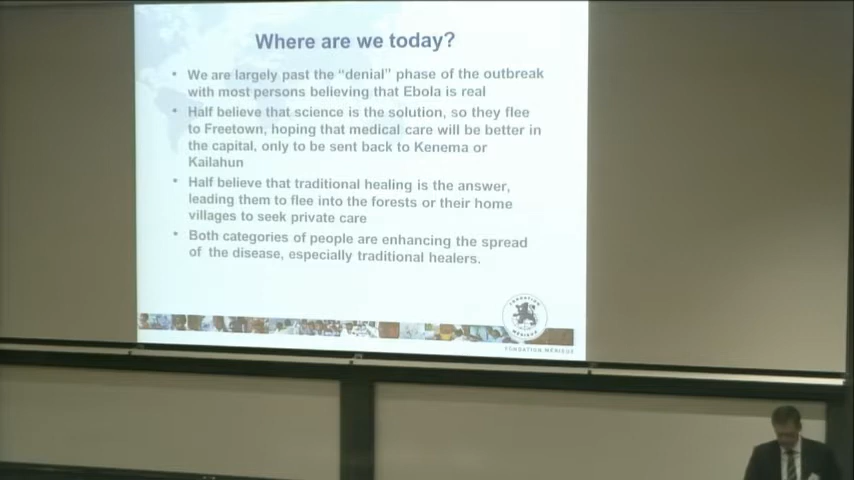 Where are we today?
• We are largely past the “denial” phase of the outbreak
with most persons believing that Ebola is real
• Half believe that science is the solution, so they flee
to Freetown, hoping that medical care will be better in
the capital, only to be sent back to Kenema or
Kailahun
• Half believe that traditional healing is the answer,
leading them to flee into the forests or their home
villages to seek private care
• Both categories of people are enhancing the spread
of the disease, especially traditional healers.
FONDATION
MÉRIEUX
FONDATION MÉRIEUX